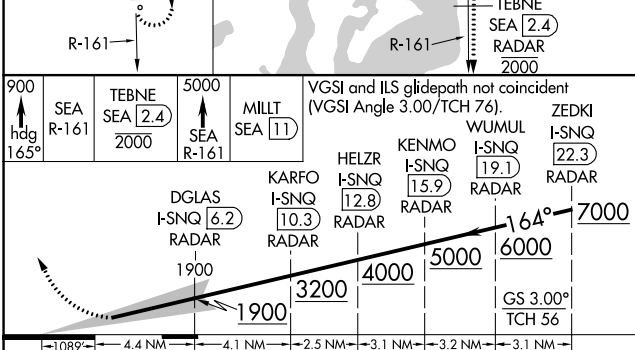 R-161
R-161
TEBNE
SEA 2.4
RADAR
2000
900
hdg
165°
SEA
R-161
TEBNE
SEA 2.4
2000
5000
SEA
R-161
MILLT
SEA 11
VGSI and ILS glidepath not coincident
(VGSI Angle 3.00/TCH 76).
ZEDKI
I-SNQ
22.3
RADAR
WUMUL
I-SNQ
19.1
RADAR
KENMO
I-SNQ
15.9
RADAR
HELZR
I-SNQ
12.8
RADAR
KARFO
I-SNQ
10.3
RADAR
DGLAS
I-SNQ 6.2
RADAR
1900
164°
7000
6000
5000
4000
3200
1900
GS 3.00°
TCH 56
1089'
4.4 NM
4.1 NM
2.5 NM
3.1 NM
3.2 NM
3.1 NM